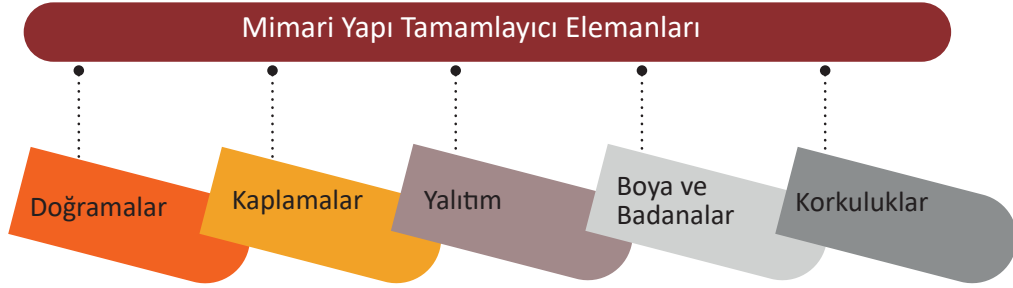 Mimari Yapı Tamamlayıcı Elemanları
Doğramalar
Kaplamalar
Yalıtım
Boya ve
Badanalar
Korkuluklar